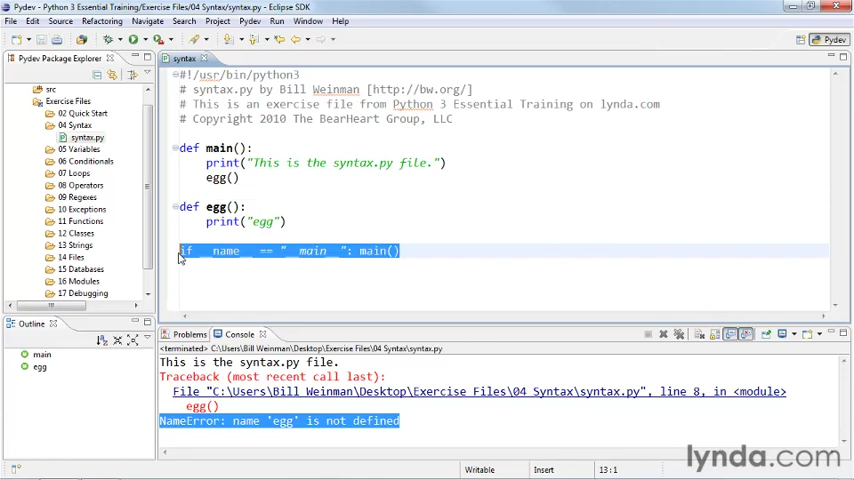 Pydev - Python 3 Essential Training/Exercise Files/04 Syntax/syntax.py - Eclipse SDK
File Edit Source Refactoring Navigate Search Project Pydev Run Window Help
Pydev
Pydev Package Explorer
src
Exercise Files
02 Quick Start
04 Syntax
syntax.py
05 Variables
06 Conditionals
07 Loops
08 Operators
09 Regexes
10 Exceptions
11 Functions
12 Classes
13 Strings
14 Files
15 Databases
16 Modules
17 Debugging
syntax
#!/usr/bin/python3
# syntax.py by Bill Weinman [http://bw.org/]
# This is an exercise file from Python 3 Essential Training on lynda.com
# Copyright 2010 The BearHeart Group, LLC
def main():
print("This is the syntax.py file.")
egg()
def egg():
print("egg")
if __name__ == "__main__": main()
Outline
main
egg
Problems Console
<terminated> C:\Users\Bill Weinman\Desktop\Exercise Files\04 Syntax\syntax.py
This is the syntax.py file.
Traceback (most recent call last):
File "C:\Users\Bill Weinman\Desktop\Exercise Files\04 Syntax\syntax.py", line 8, in <module>
egg()
NameError: name 'egg' is not defined
Writable Insert 13:1
lynda.com